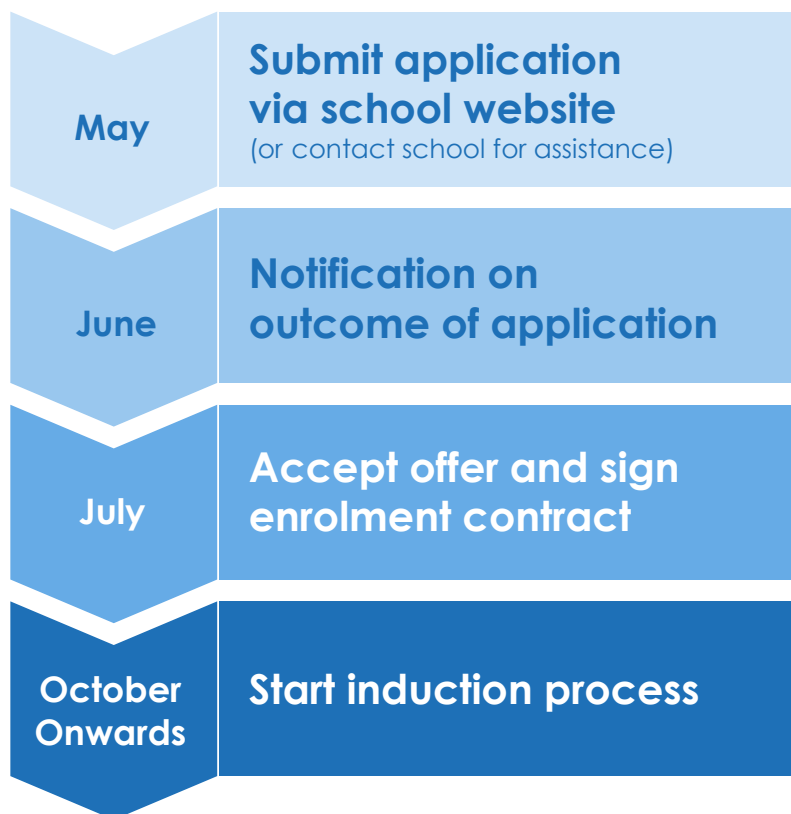 May
Submit application
via school website
(or contact school for assistance)
June
Notification on
outcome of application
July
Accept offer and sign
enrolment contract
October
Onwards
Start induction process